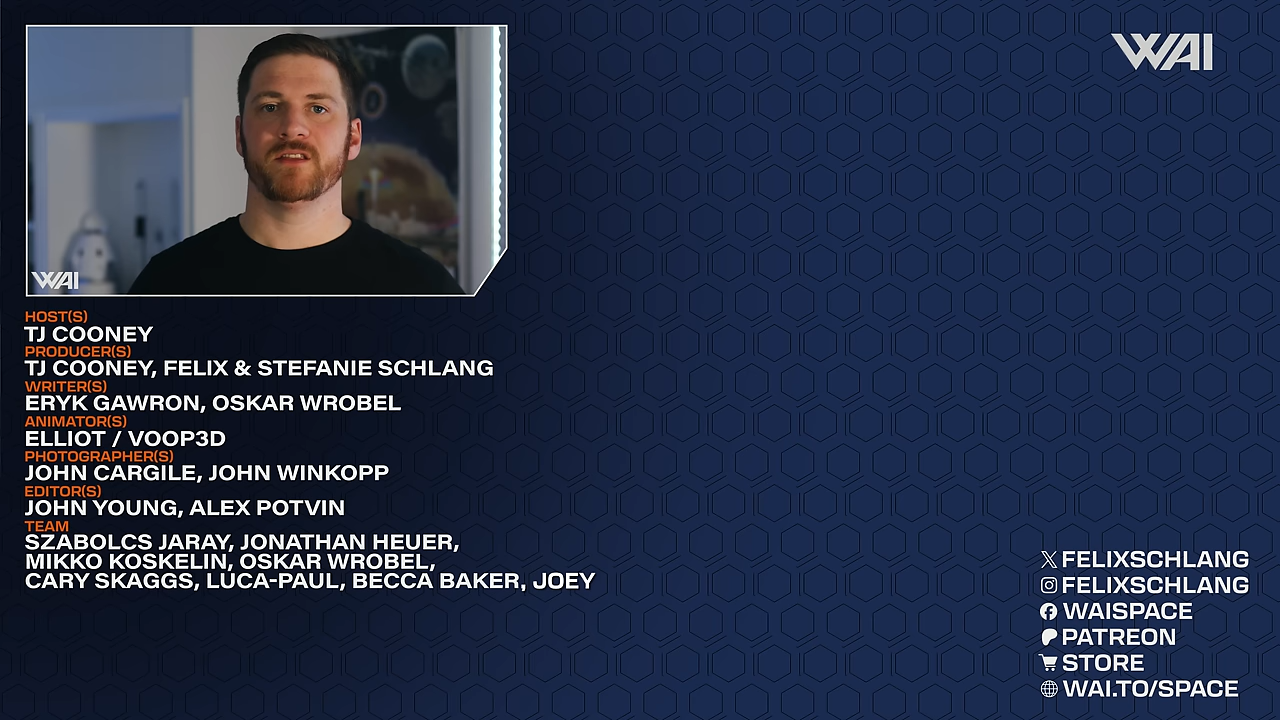 WAI
WAI
HOST(S)
TJ COONEY
PRODUCER(S)
TJ COONEY, FELIX & STEFANIE SCHLANG
WRITER(S)
ERYK GAWRON, OSKAR WROBEL
ANIMATOR(S)
ELLIOT / VOOP3D
PHOTOGRAPHER(S)
JOHN CARGILE, JOHN WINKOPP
EDITOR(S)
JOHN YOUNG, ALEX POTVIN
TEAM
SZABOLCS JARAY, JONATHAN HEUER,
MIKKO KOSKELIN, OSKAR WROBEL,
CARY SKAGGS, LUCA-PAUL, BECCA BAKER, JOEY
FELIXSCHLANG
FELIXSCHLANG
WAISPACE
PATREON
STORE
WAI.TO/SPACE